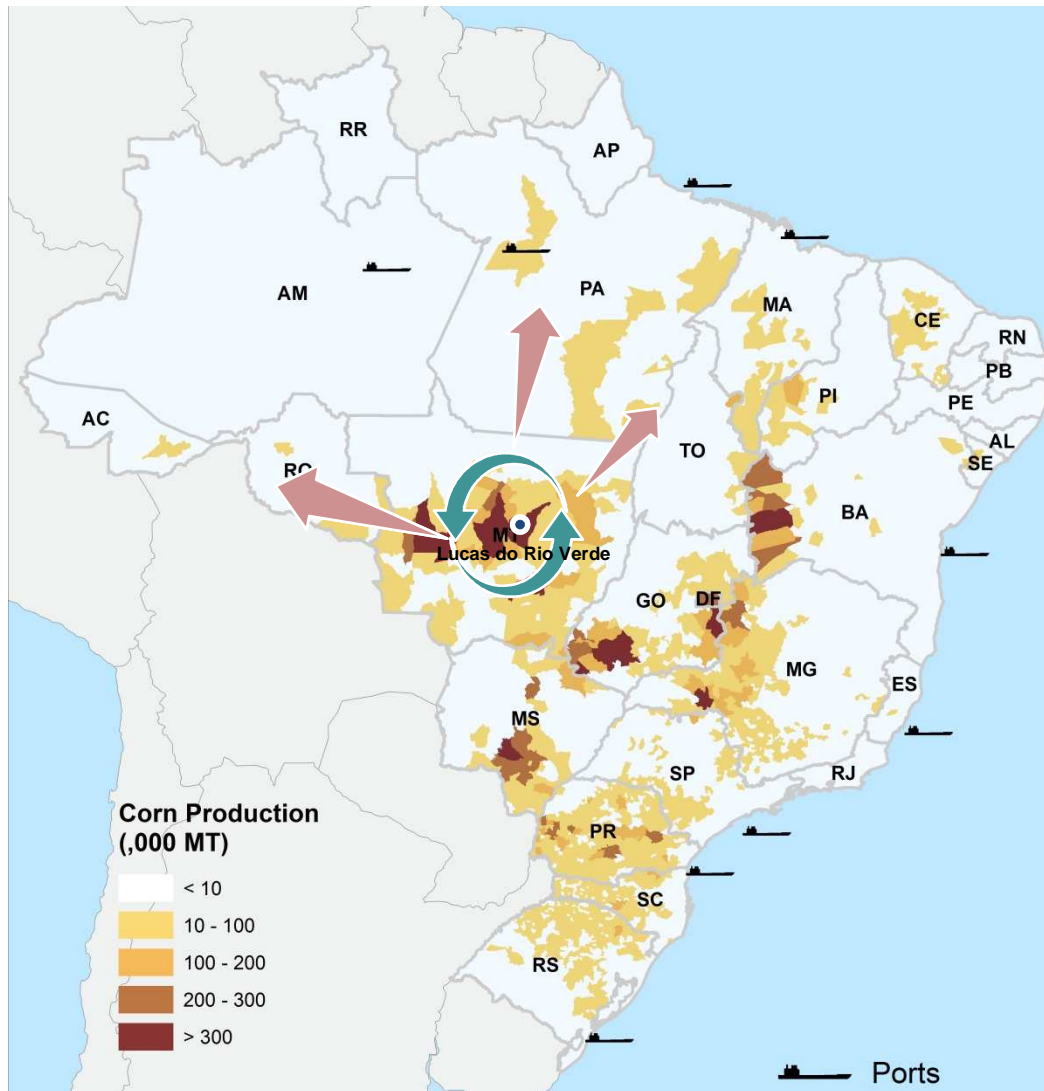 RR
AP
AM
PA
MA
CE
RN
PB
PE
PI
AC
AL
SE
TO
RO
BA
MT
Lucas do Rio Verde
GO
DF
MG
ES
MS
SP
RJ
PR
SC
RS
Corn Production
(,000 MT)
< 10
10 - 100
100 - 200
200 - 300
> 300
Ports